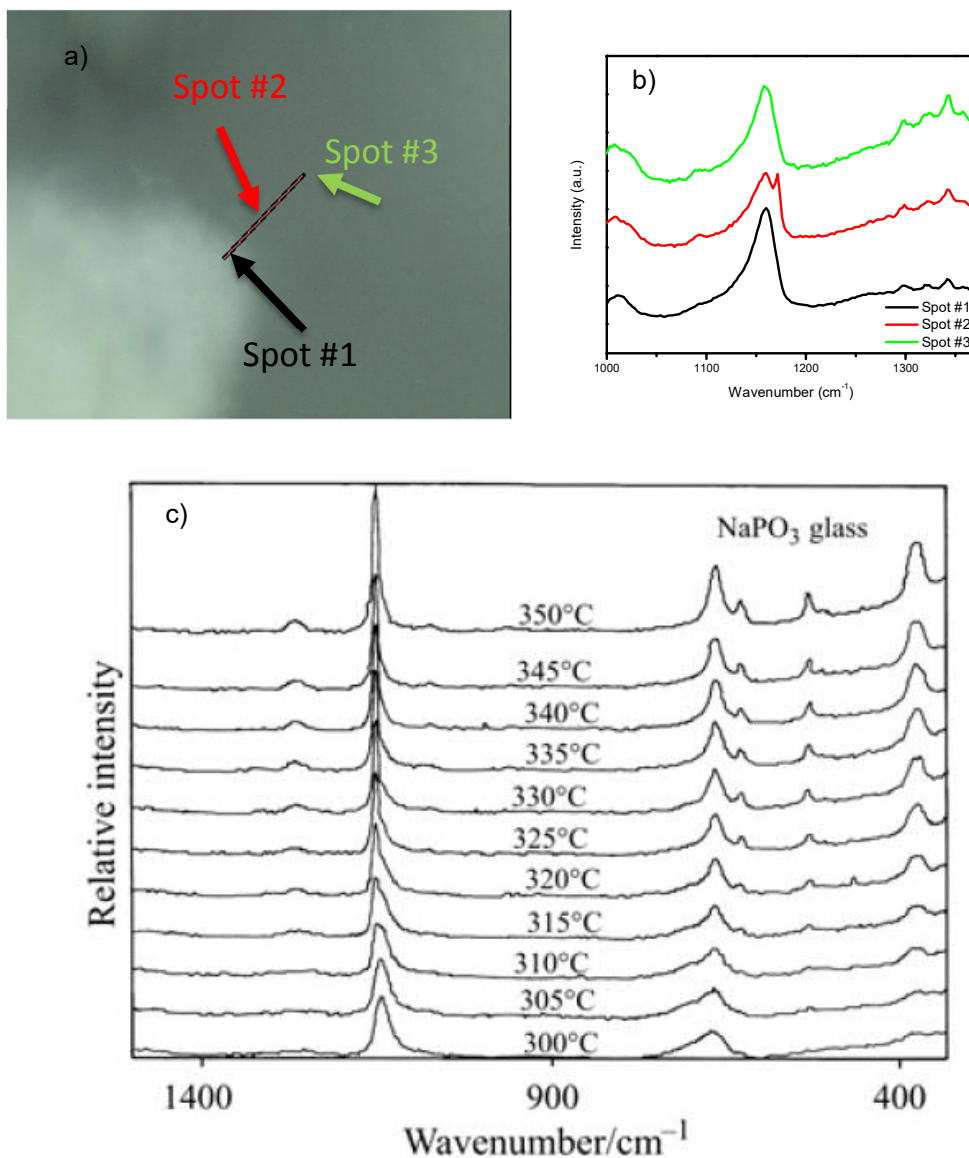 a)
Spot #2
Spot #3
Spot #1
b)
Intensity (a.u.)
Spot #1
Spot #2
Spot #3
1000 1100 1200 1300
Wavenumber (cm⁻¹)
c)
NaPO₃ glass
Relative intensity
350°C
345°C
340°C
335°C
330°C
325°C
320°C
315°C
310°C
305°C
300°C
1400 900 400
Wavenumber/cm⁻¹